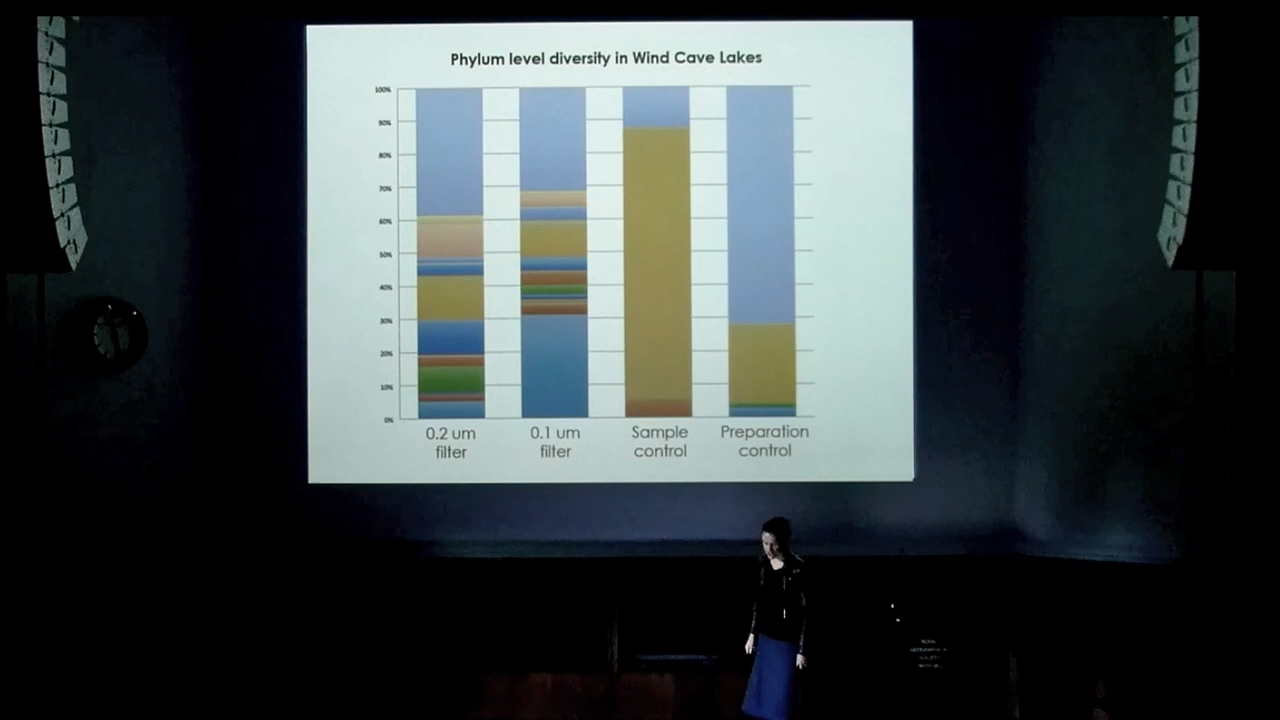 Phylum level diversity in Wind Cave Lakes
100%
90%
80%
70%
60%
50%
40%
30%
20%
10%
0%
0.2 um
filter
0.1 um
filter
Sample
control
Preparation
control